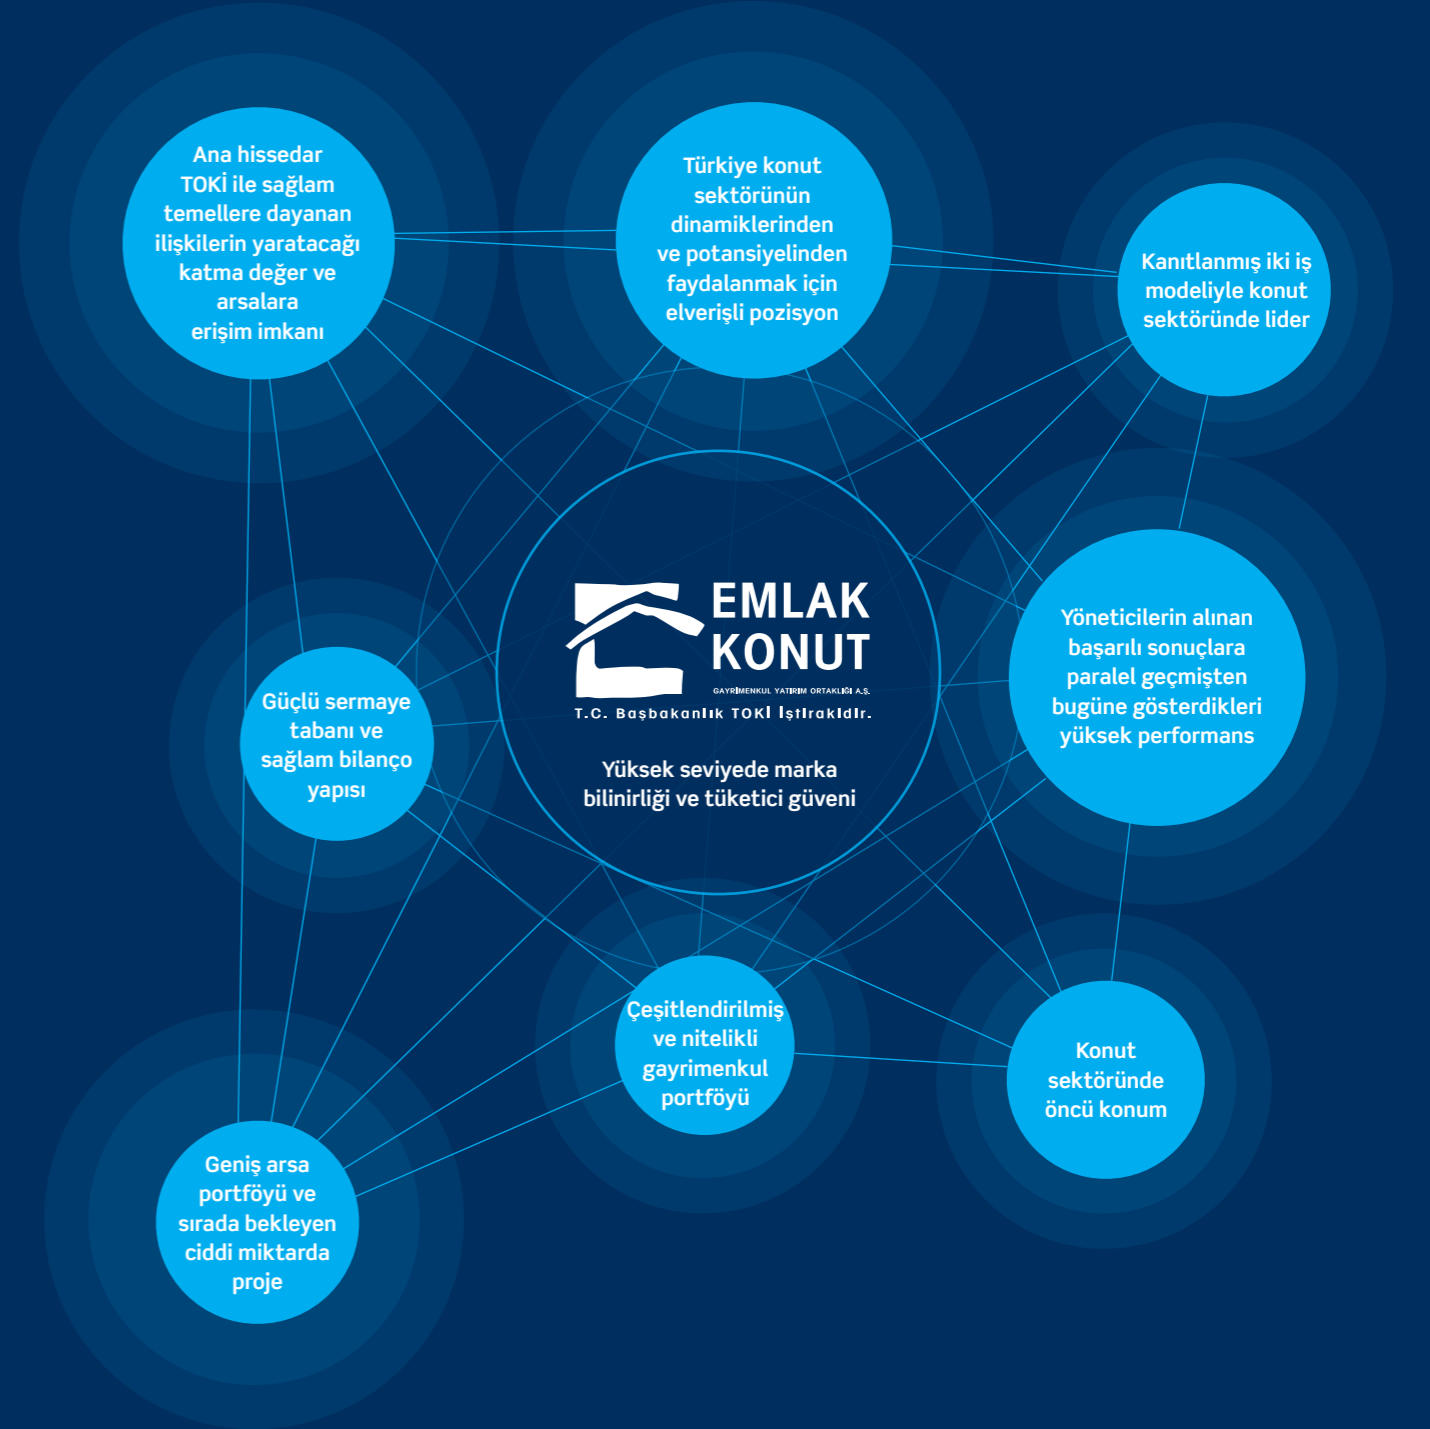 Ana hissedar
TOKİ ile sağlam
temellere dayanan
ilişkilerin yaratacağı
katma değer ve
arsalara
erişim imkanı
Türkiye konut
sektörünün
dinamiklerinden
ve potansiyelinden
faydalanmak için
elverişli pozisyon
Kanıtlanmış iki iş
modeliyle konut
sektöründe lider
EMLAK
KONUT
GAYRİMENKUL YATIRIM ORTAKLIĞI A.Ş.
T.C. Başbakanlık TOKİ İştirakidir.
Yüksek seviyede marka
bilinirliği ve tüketici güveni
Yöneticilerin alınan
başarılı sonuçlara
paralel geçmişten
bugüne gösterdikleri
yüksek performans
Güçlü sermaye
tabanı ve
sağlam bilanço
yapısı
Çeşitlendirilmiş
ve nitelikli
gayrimenkul
portföyü
Konut
sektöründe
öncü konum
Geniş arsa
portföyü ve
sırada bekleyen
ciddi miktarda
proje